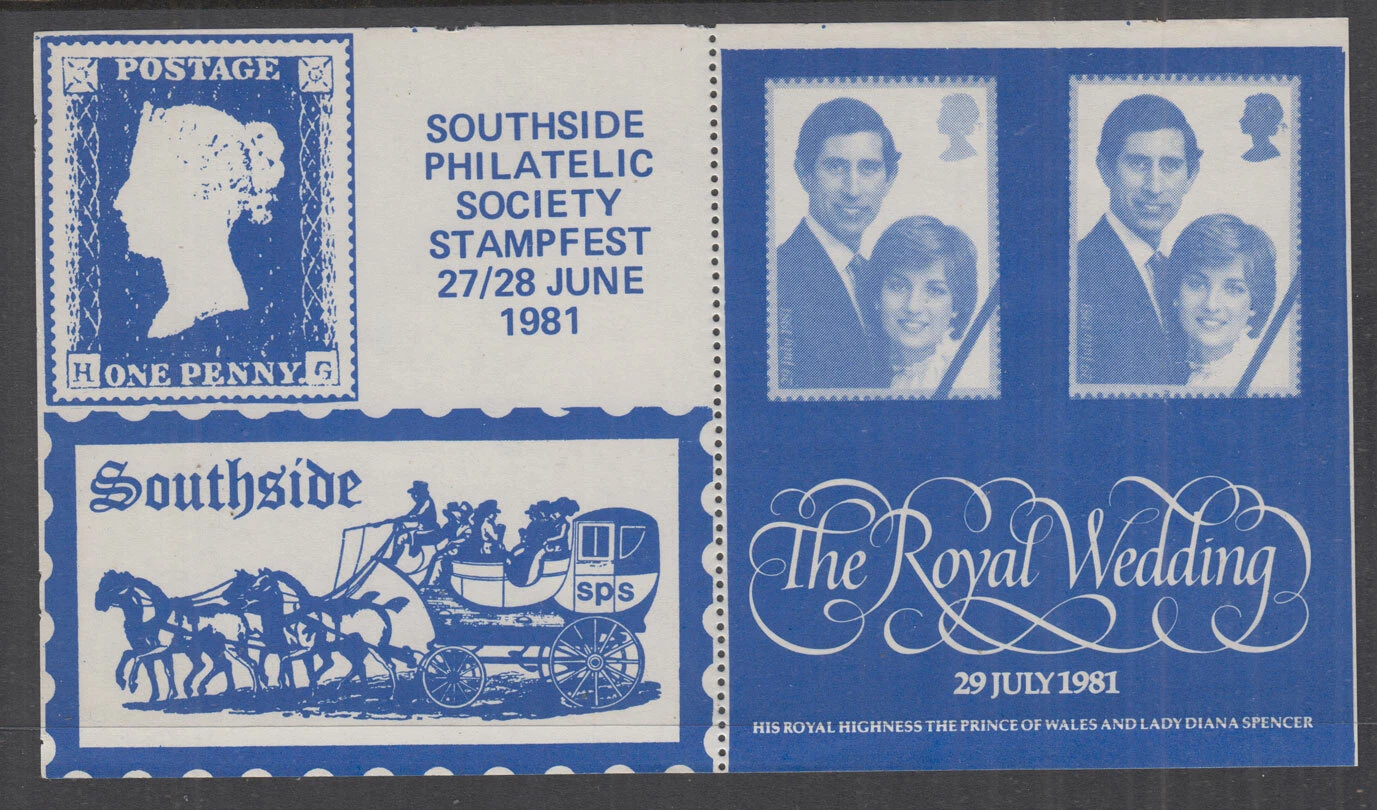 POSTAGE
H ONE PENNY. G
SOUTHSIDE
PHILATELIC
SOCIETY
STAMPFEST
27/28 JUNE
1981
Southside
sps
The Royal Wedding
29 JULY 1981
HIS ROYAL HIGHNESS THE PRINCE OF WALES AND LADY DIANA SPENCER